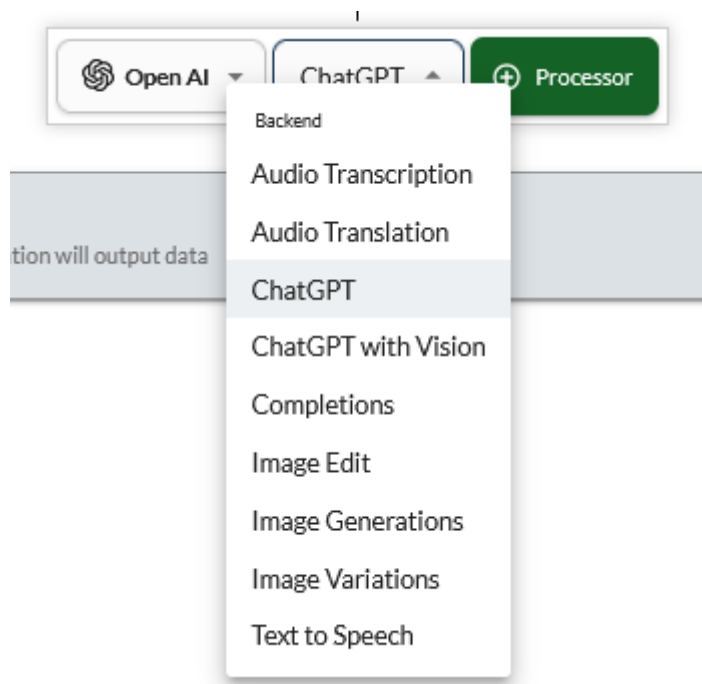 Open AI
ChatGPT
Processor
Backend
Audio Transcription
Audio Translation
tion will output data
ChatGPT
ChatGPT with Vision
Completions
Image Edit
Image Generations
Image Variations
Text to Speech